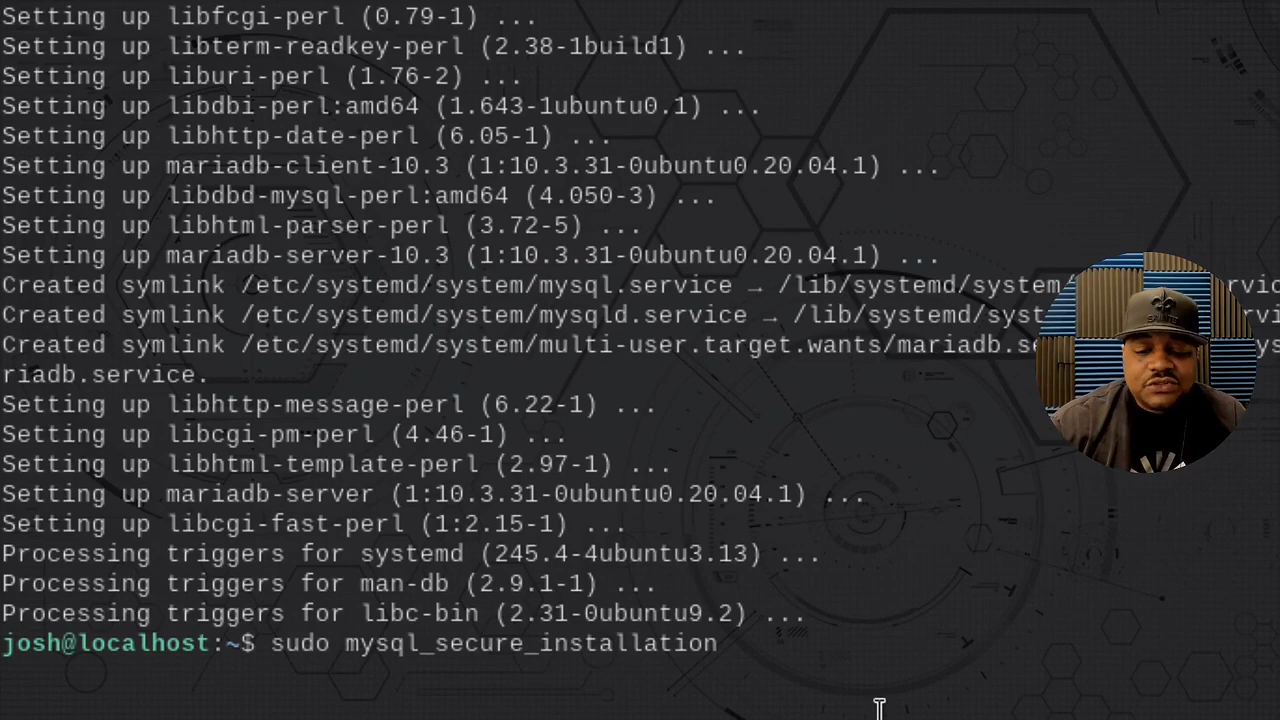 Setting up libfcgi-perl (0.79-1) ...
Setting up libterm-readkey-perl (2.38-1build1) ...
Setting up liburi-perl (1.76-2) ...
Setting up libdbi-perl:amd64 (1.643-1ubuntu0.1) ...
Setting up libhttp-date-perl (6.05-1) ...
Setting up mariadb-client-10.3 (1:10.3.31-0ubuntu0.20.04.1) ...
Setting up libdbd-mysql-perl:amd64 (4.050-3) ...
Setting up libhtml-parser-perl (3.72-5) ...
Setting up mariadb-server-10.3 (1:10.3.31-0ubuntu0.20.04.1) ...
Created symlink /etc/systemd/system/mysql.service → /lib/systemd/system/
Created symlink /etc/systemd/system/mysqld.service → /lib/systemd/syst
Created symlink /etc/systemd/system/multi-user.target.wants/mariadb.se
riadb.service.
Setting up libhttp-message-perl (6.22-1) ...
Setting up libcgi-pm-perl (4.46-1) ...
Setting up libhtml-template-perl (2.97-1) ...
Setting up mariadb-server (1:10.3.31-0ubuntu0.20.04.1) ...
Setting up libcgi-fast-perl (1:2.15-1) ...
Processing triggers for systemd (245.4-4ubuntu3.13) ...
Processing triggers for man-db (2.9.1-1) ...
Processing triggers for libc-bin (2.31-0ubuntu9.2) ...
josh@localhost:~$ sudo mysql_secure_installation